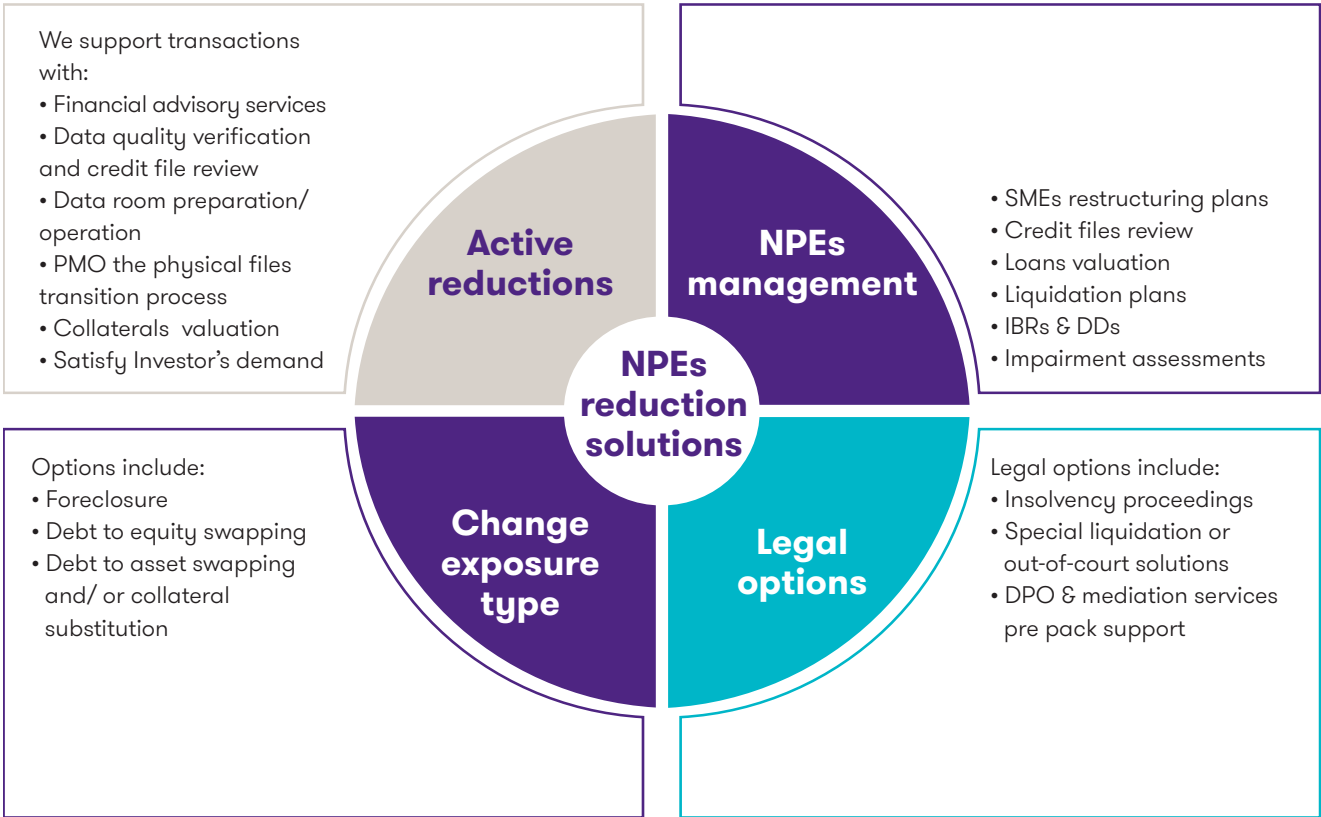 We support transactions
with:
• Financial advisory services
• Data quality verification
and credit file review
• Data room preparation/
operation
• PMO the physical files
transition process
• Collaterals  valuation
• Satisfy Investor's demand
Active
reductions
NPEs
management
• SMEs restructuring plans
• Credit files review
• Loans valuation
• Liquidation plans
• IBRs & DDs
• Impairment assessments
NPEs
reduction
solutions
Options include:
• Foreclosure
• Debt to equity swapping
• Debt to asset swapping
and/ or collateral
substitution
Change
exposure
type
Legal
options
Legal options include:
• Insolvency proceedings
• Special liquidation or
out-of-court solutions
• DPO & mediation services
pre pack support